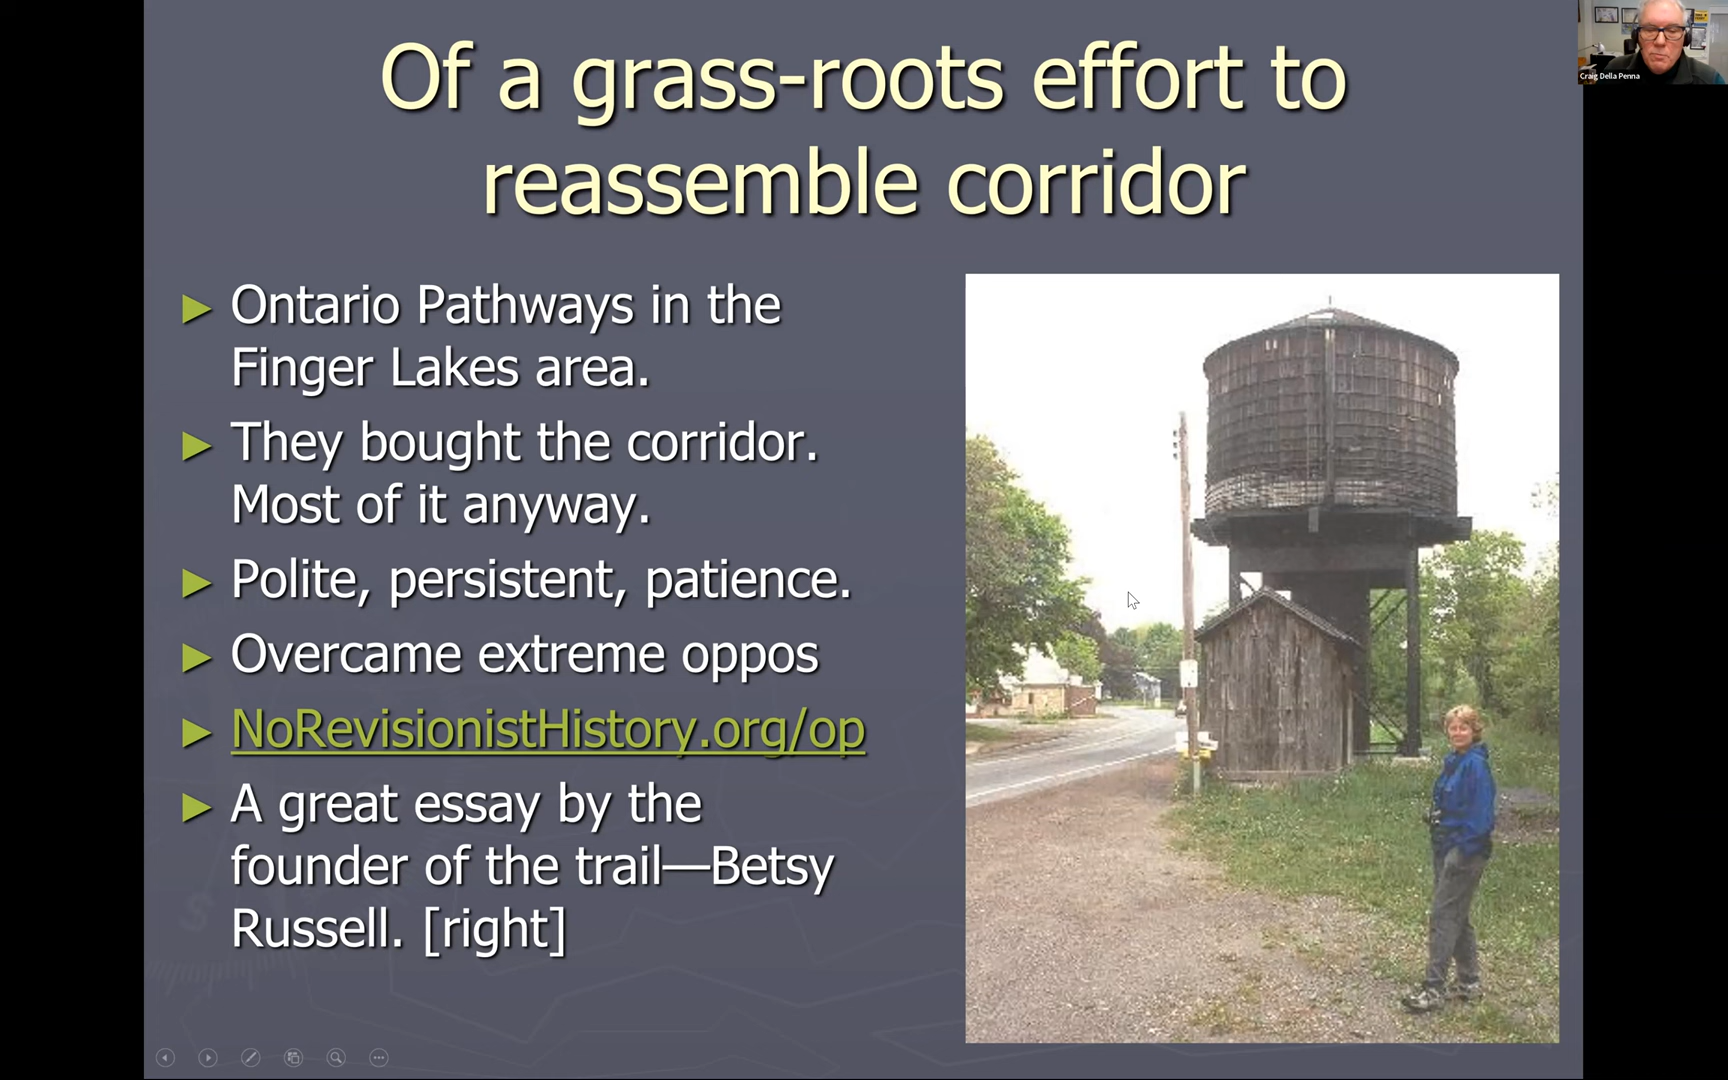 Of a grass-roots effort to
reassemble corridor
Craig Della Penna
► Ontario Pathways in the
Finger Lakes area.
► They bought the corridor.
Most of it anyway.
► Polite, persistent, patience.
► Overcame extreme oppos
► NoRevisionistHistory.org/op
► A great essay by the
founder of the trail—Betsy
Russell. [right]